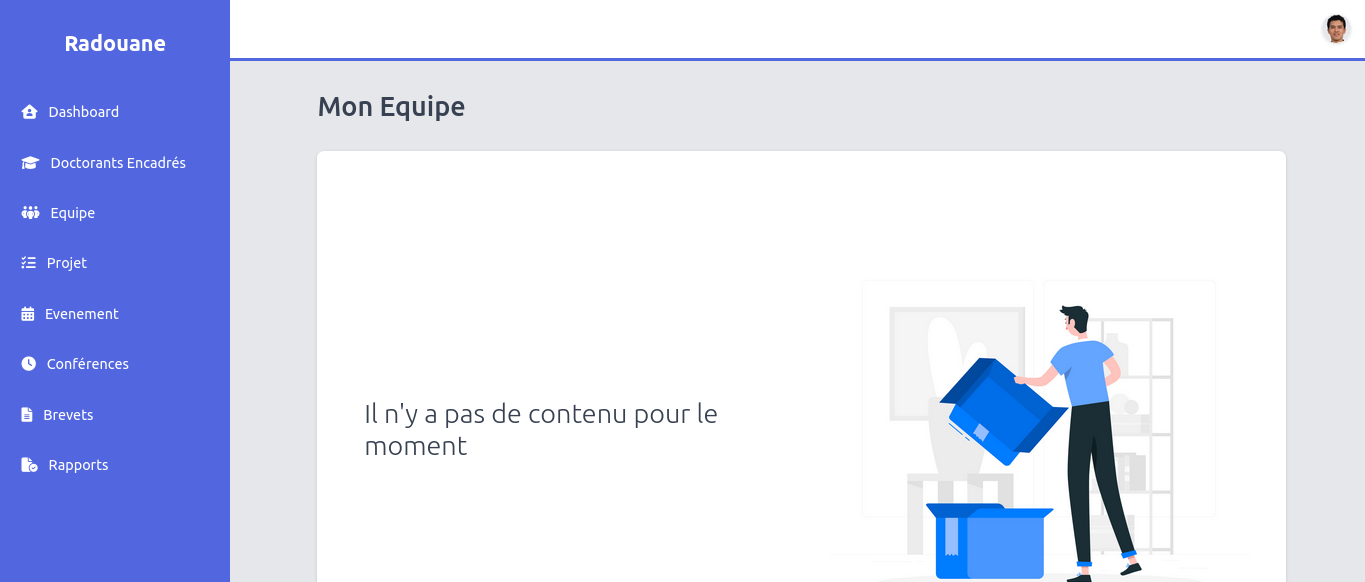 Radouane
Dashboard
Doctorants Encadrés
Equipe
Projet
Evenement
Conférences
Brevets
Rapports
Mon Equipe
Il n'y a pas de contenu pour le
moment